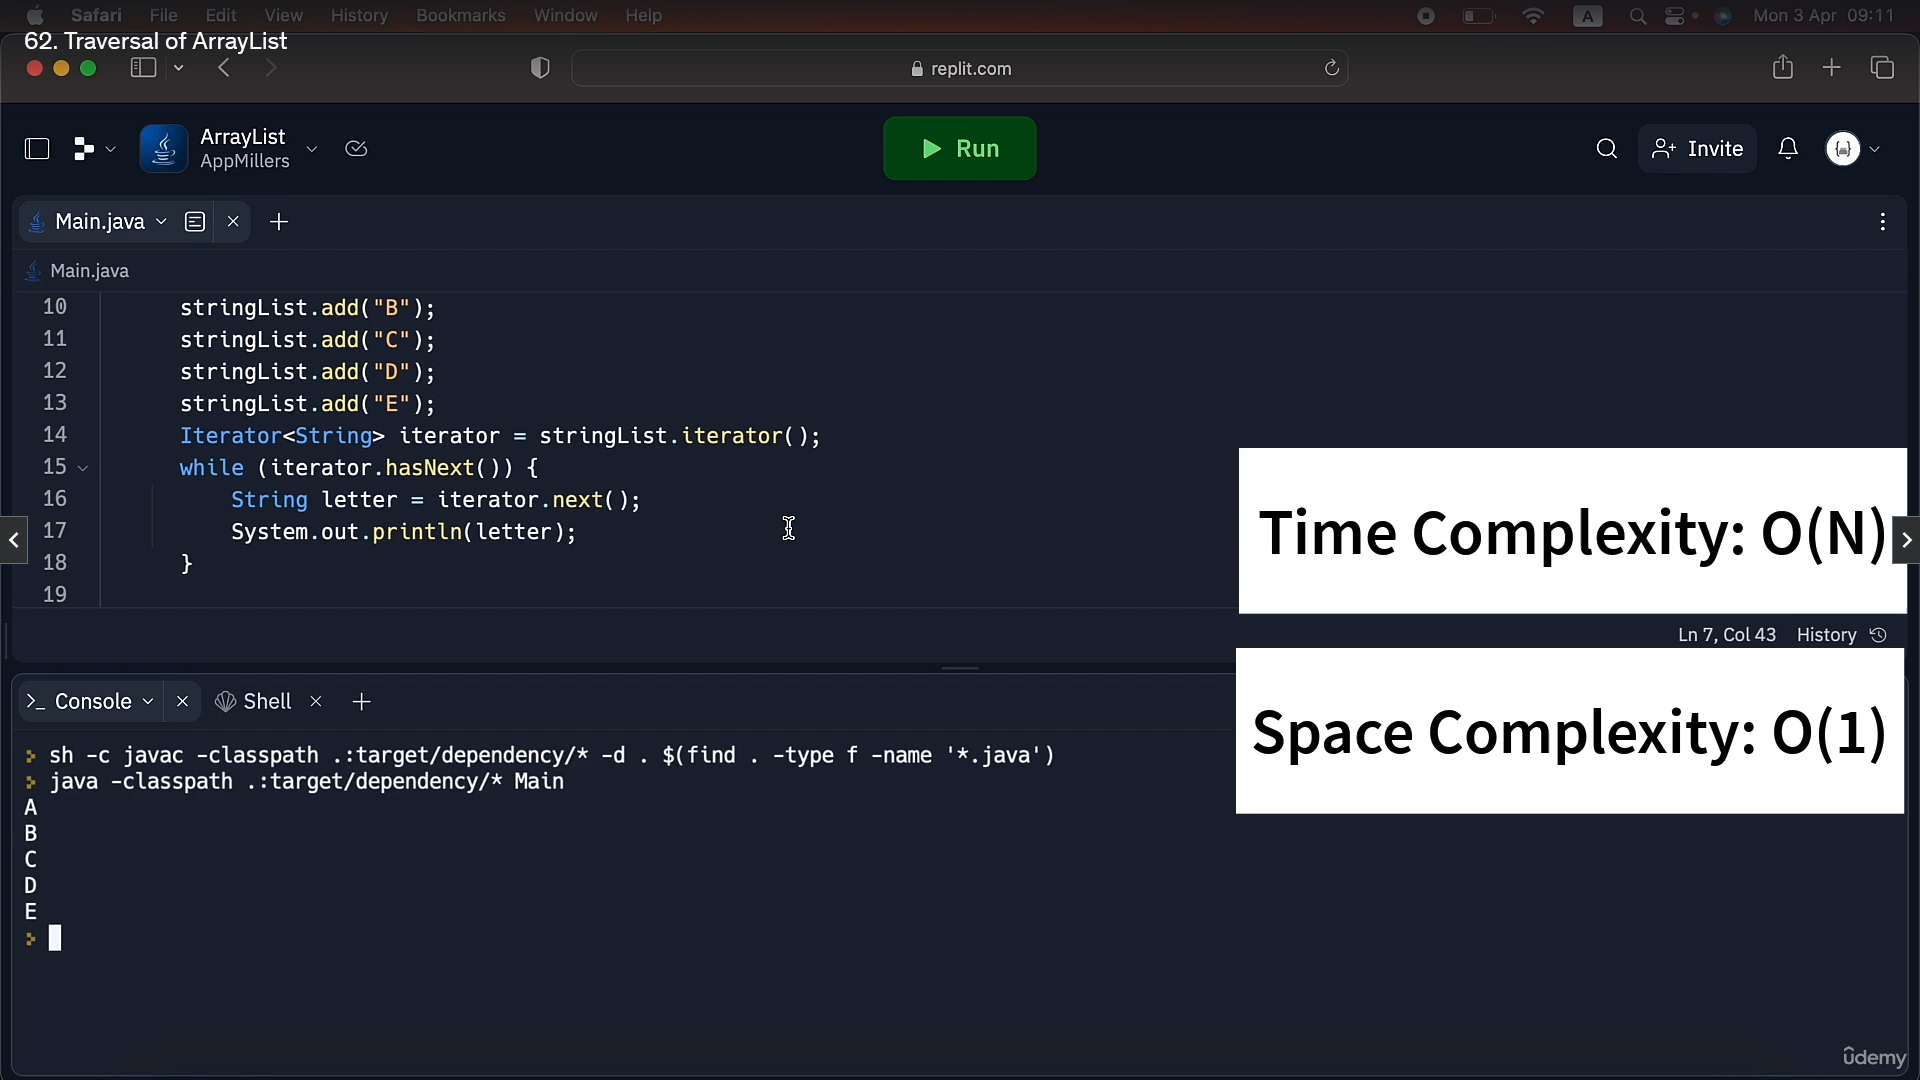 Safari File Edit View History Bookmarks Window Help A Mon 3 Apr 09:11
62. Traversal of ArrayList
replit.com
ArrayList
AppMillers
Run
Invite
Main.java
Main.java
10 stringList.add("B");
11 stringList.add("C");
12 stringList.add("D");
13 stringList.add("E");
14 Iterator<String> iterator = stringList.iterator();
15 while (iterator.hasNext()) {
16 String letter = iterator.next();
17 System.out.println(letter);
18 }
19
Time Complexity: O(N)
Ln 7, Col 43 History
Space Complexity: O(1)
>_ Console Shell
sh -c javac -classpath .:target/dependency/* -d . $(find . -type f -name '*.java')
java -classpath .:target/dependency/* Main
A
B
C
D
E
ûdemy